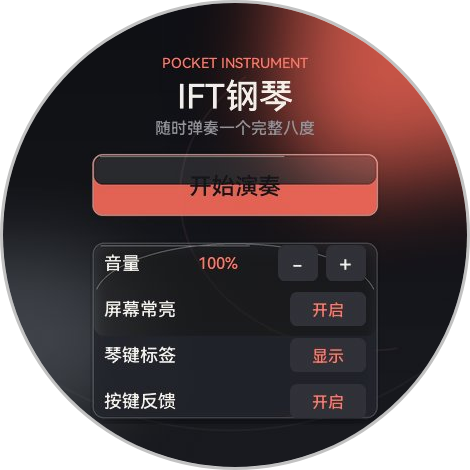 POCKET INSTRUMENT
IFT钢琴
随时弹奏一个完整八度
开始演奏
音量 100% - +
屏幕常亮 开启
琴键标签 显示
按键反馈 开启